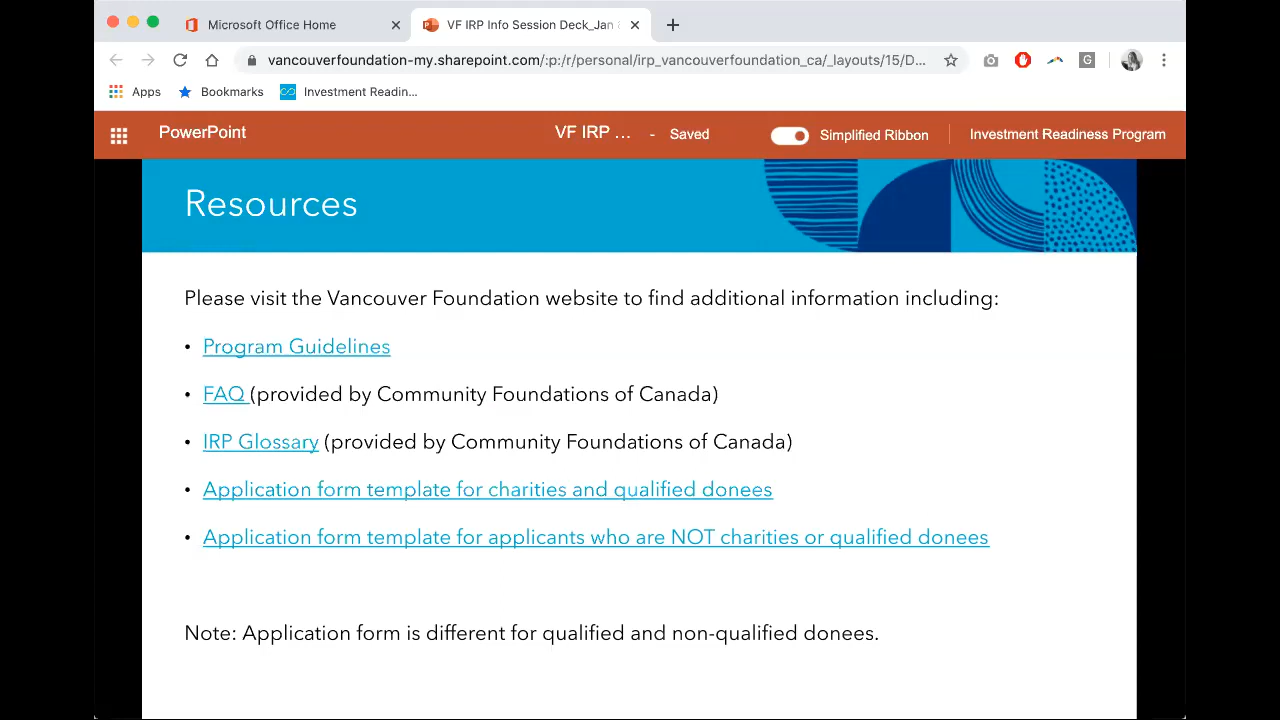 Microsoft Office Home
VF IRP Info Session Deck_Jan
vancouverfoundation-my.sharepoint.com/:p:/r/personal/irp_vancouverfoundation_ca/_layouts/15/D...
Apps
Bookmarks
Investment Readin...
PowerPoint
VF IRP ... - Saved
Simplified Ribbon
Investment Readiness Program
Resources
Please visit the Vancouver Foundation website to find additional information including:
• Program Guidelines
• FAQ (provided by Community Foundations of Canada)
• IRP Glossary (provided by Community Foundations of Canada)
• Application form template for charities and qualified donees
• Application form template for applicants who are NOT charities or qualified donees
Note: Application form is different for qualified and non-qualified donees.